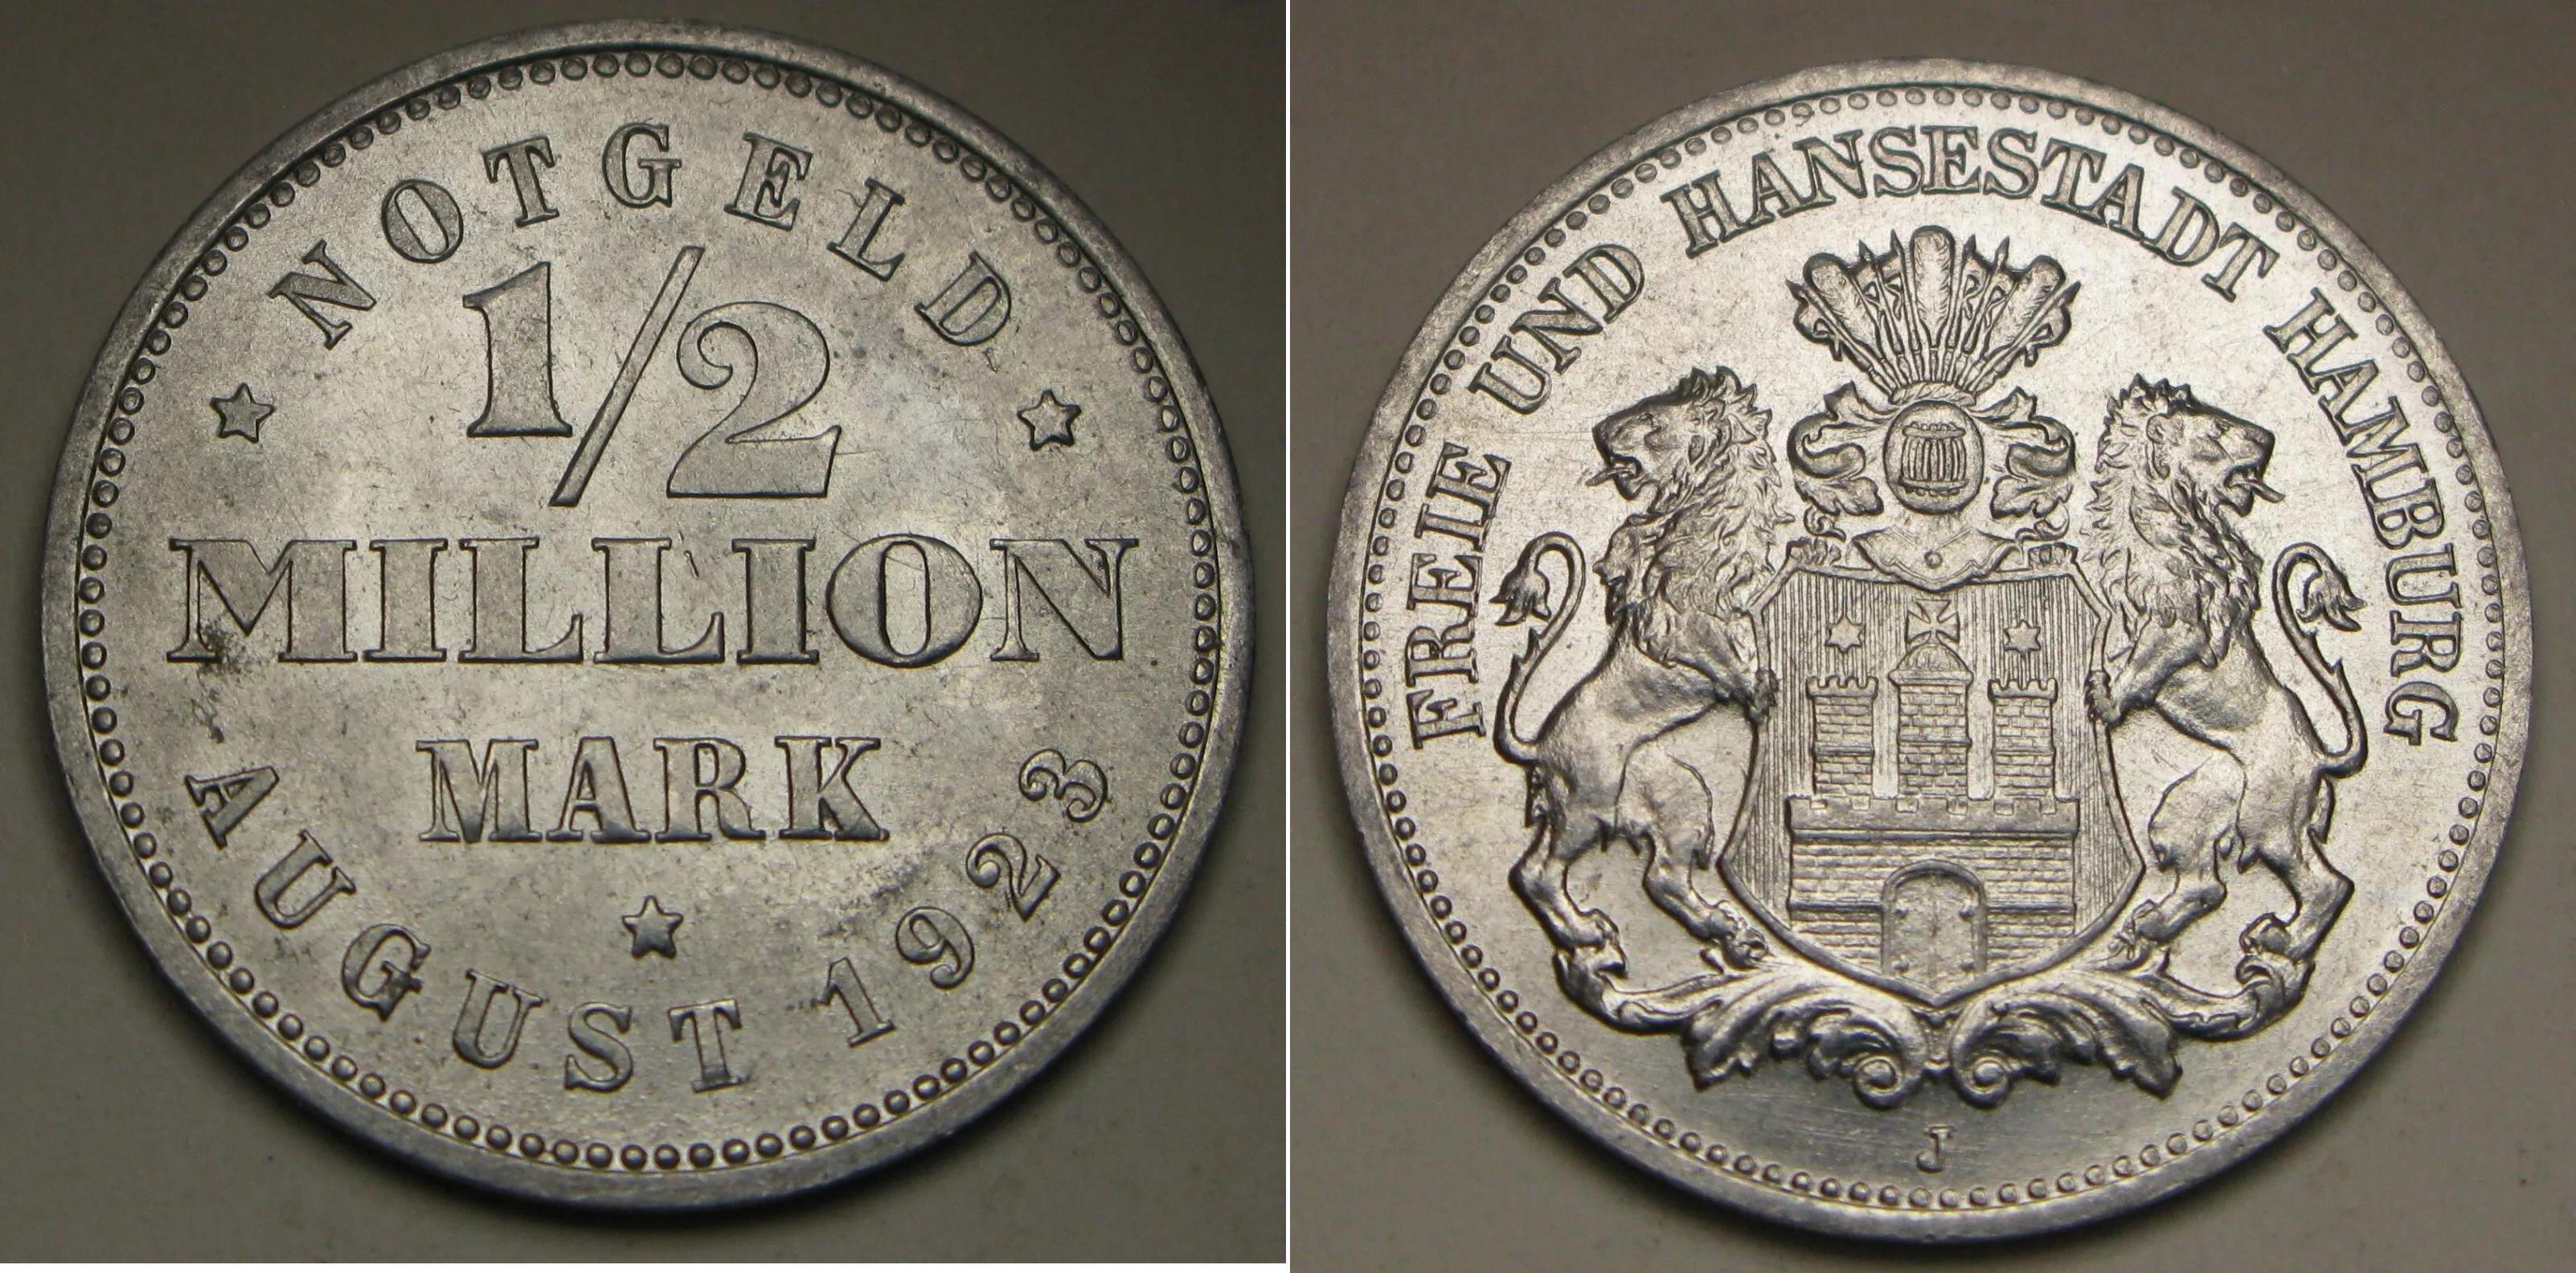 NOTGELD
1/2
MILLION
MARK
AUGUST 1923
FREIE UND HANSESTADT HAMBURG
J